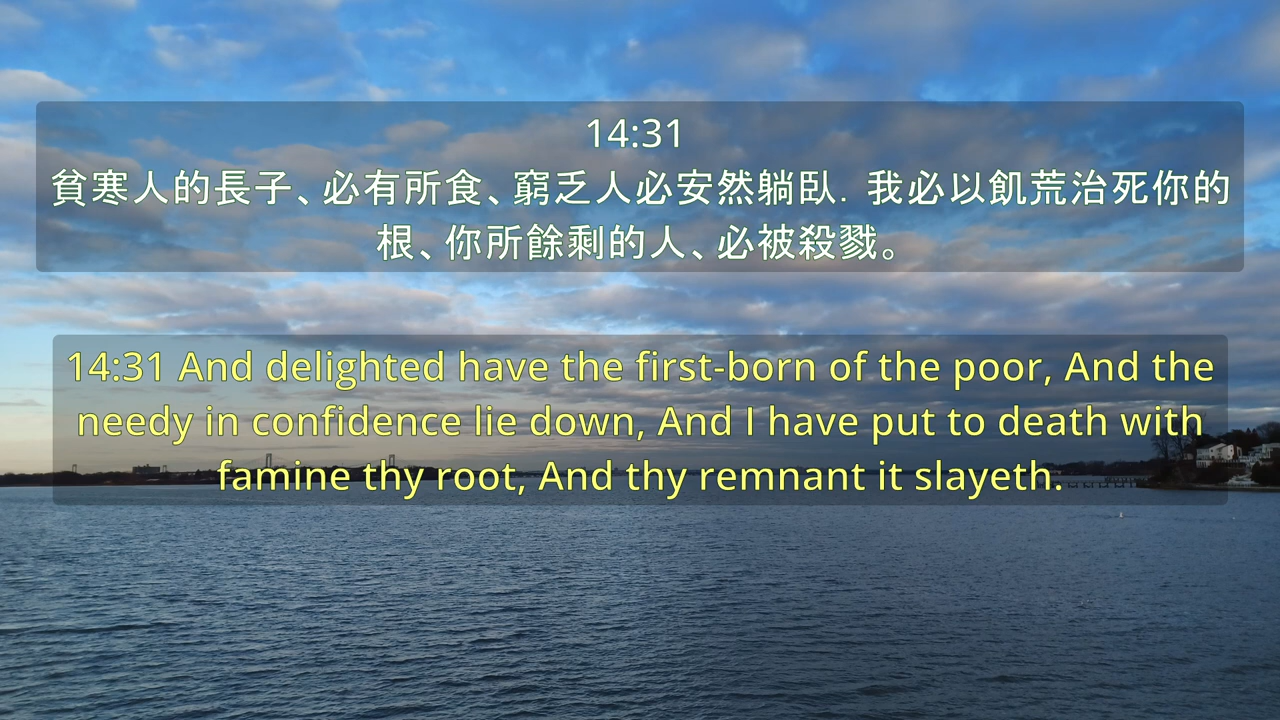 14:31
貧寒人的長子、必有所食、窮乏人必安然躺臥. 我必以飢荒治死你的
根、你所餘剩的人、必被殺戮。
14:31 And delighted have the first-born of the poor, And the
needy in confidence lie down, And I have put to death with
famine thy root, And thy remnant it slayeth.